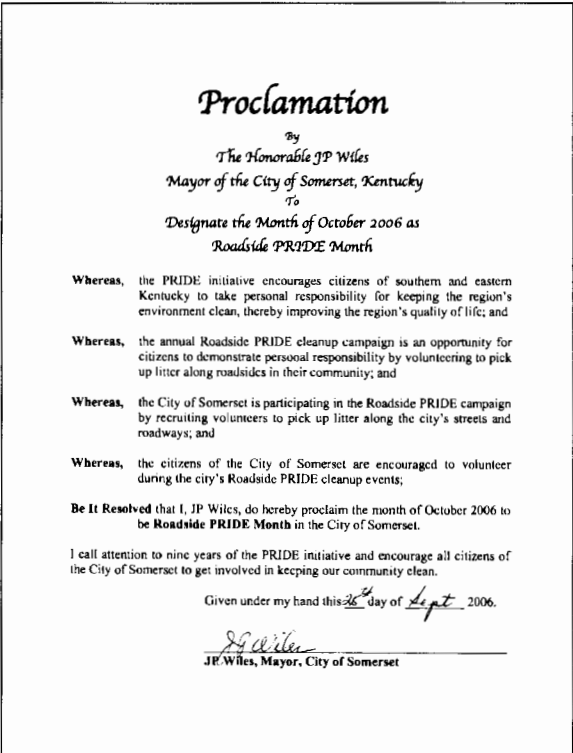 Proclamation
By
The Honorable JP Wiles
Mayor of the City of Somerset, Kentucky
To
Designate the Month of October 2006 as
Roadside PRIDE Month
Whereas, the PRIDE initiative encourages citizens of southern and eastern
Kentucky to take personal responsibility for keeping the region's
environment clean, thereby improving the region's quality of life; and
Whereas, the annual Roadside PRIDE cleanup campaign is an opportunity for
citizens to demonstrate personal responsibility by volunteering to pick
up litter along roadsides in their community; and
Whereas, the City of Somerset is participating in the Roadside PRIDE campaign
by recruiting volunteers to pick up litter along the city's streets and
roadways; and
Whereas, the citizens of the City of Somerset are encouraged to volunteer
during the city's Roadside PRIDE cleanup events;
Be It Resolved that I, JP Wiles, do hereby proclaim the month of October 2006 to
be Roadside PRIDE Month in the City of Somerset.
I call attention to nine years of the PRIDE initiative and encourage all citizens of
the City of Somerset to get involved in keeping our community clean.
Given under my hand this day of Sept 2006.
JP Wiles, Mayor, City of Somerset